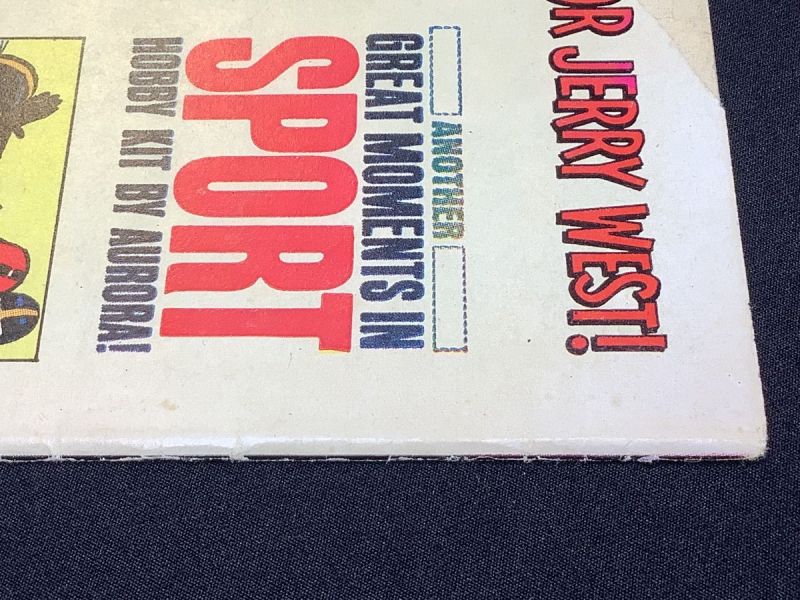 OR JERRY WEST!
ANOTHER
GREAT MOMENTS IN
SPORT
HOBBY KIT BY AURORA!